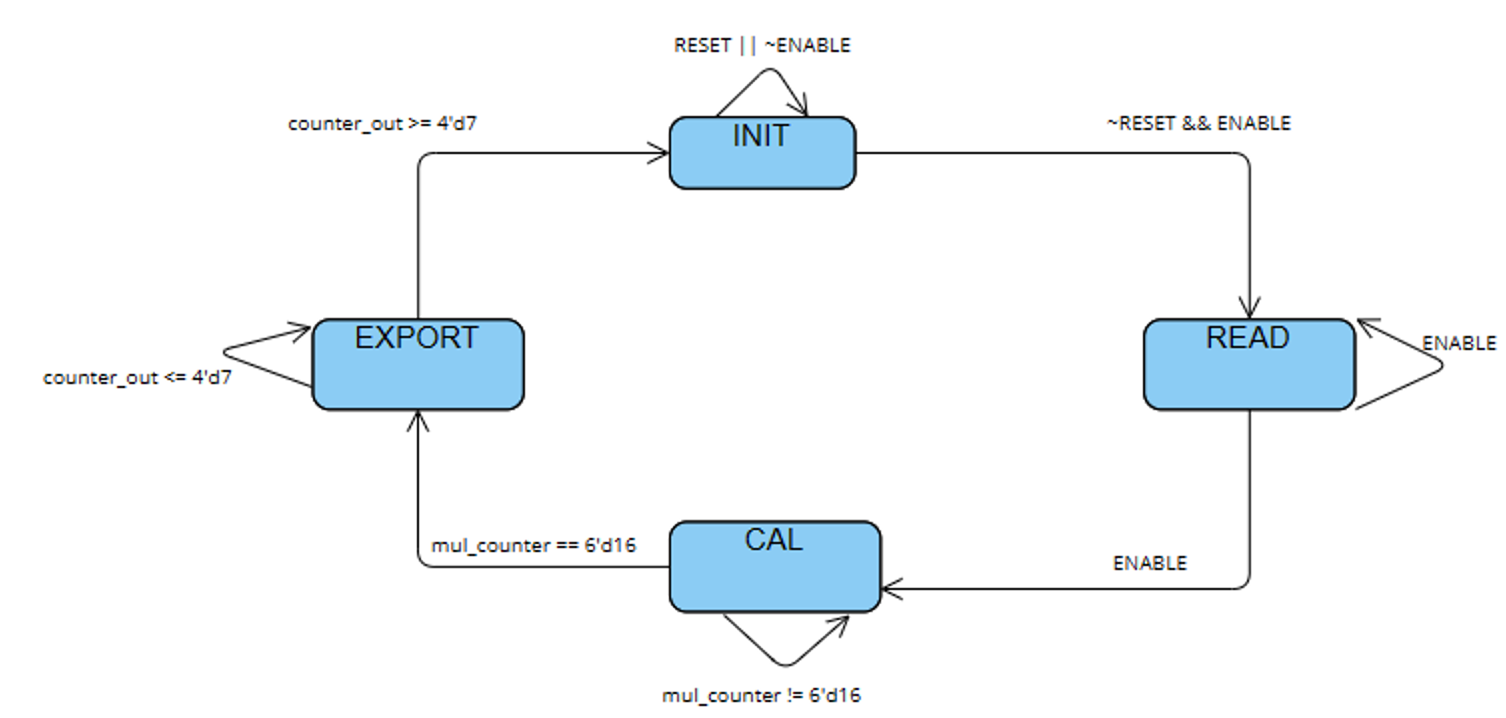 RESET || ~ENABLE
counter_out >= 4'd7
~RESET && ENABLE
INIT
EXPORT
READ
ENABLE
counter_out <= 4'd7
CAL
mul_counter == 6'd16
ENABLE
mul_counter != 6'd16